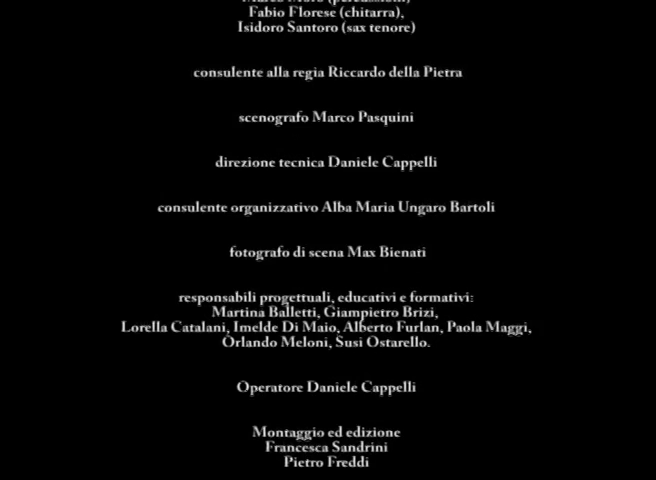 Fabio Florese (chitarra),
Isidoro Santoro (sax tenore)
consulente alla regia Riccardo della Pietra
scenografo Marco Pasquini
direzione tecnica Daniele Cappelli
consulente organizzativo Alba Maria Ungaro Bartoli
fotografo di scena Max Bienati
responsabili progettuali, educativi e formativi:
Martina Balletti, Giampietro Brizi,
Lorella Catalani, Imelde Di Maio, Alberto Furlan, Paola Maggi,
Orlando Meloni, Susi Ostarello.
Operatore Daniele Cappelli
Montaggio ed edizione
Francesca Sandrini
Pietro Freddi